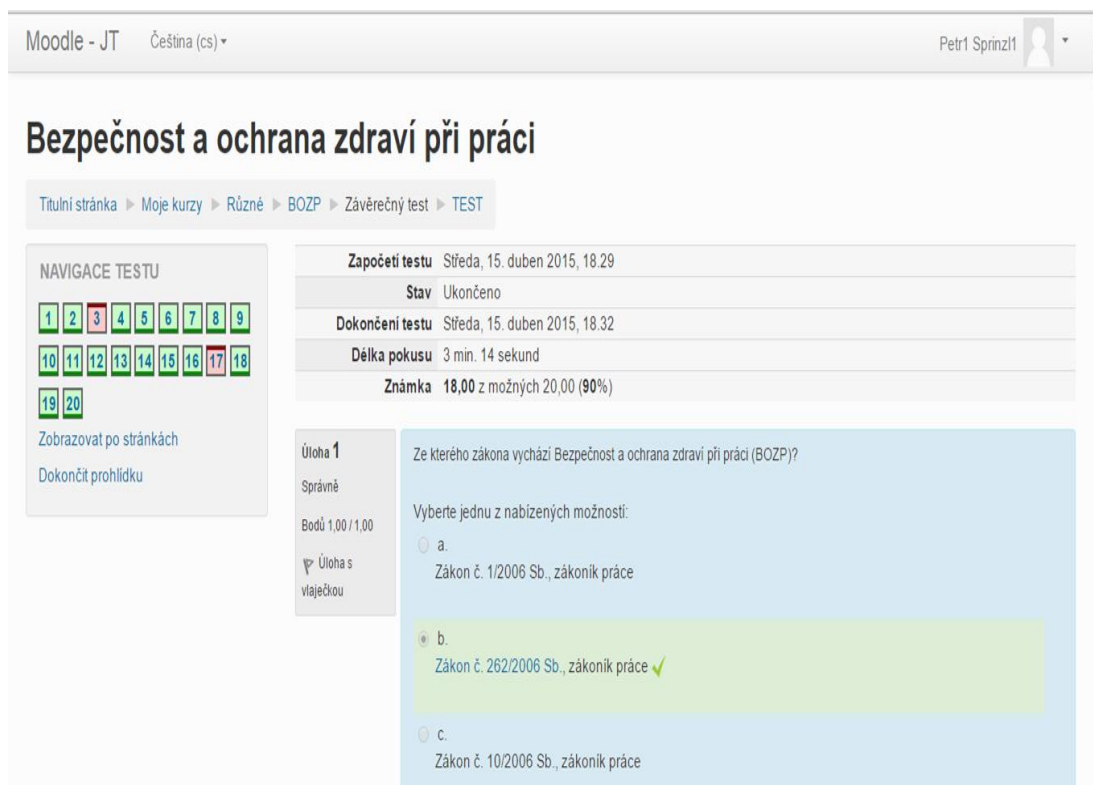 Moodle - JT Čeština (cs) Petr1 Sprinzl1
Bezpečnost a ochrana zdraví při práci
Titulní stránka Moje kurzy Různé BOZP Závěrečný test TEST
NAVIGACE TESTU
1 2 3 4 5 6 7 8 9
10 11 12 13 14 15 16 17 18
19 20
Zobrazovat po stránkách
Dokončit prohlídku
Započetí testu Středa, 15. duben 2015, 18.29
Stav Ukončeno
Dokončení testu Středa, 15. duben 2015, 18.32
Délka pokusu 3 min. 14 sekund
Známka 18,00 z možných 20,00 (90%)
Úloha 1
Správně
Bodů 1,00 / 1,00
Úloha s
vlaječkou
Ze kterého zákona vychází Bezpečnost a ochrana zdraví při práci (BOZP)?
Vyberte jednu z nabízených možností:
a.
Zákon č. 1/2006 Sb., zákoník práce
b.
Zákon č. 262/2006 Sb., zákoník práce
c.
Zákon č. 10/2006 Sb., zákoník práce